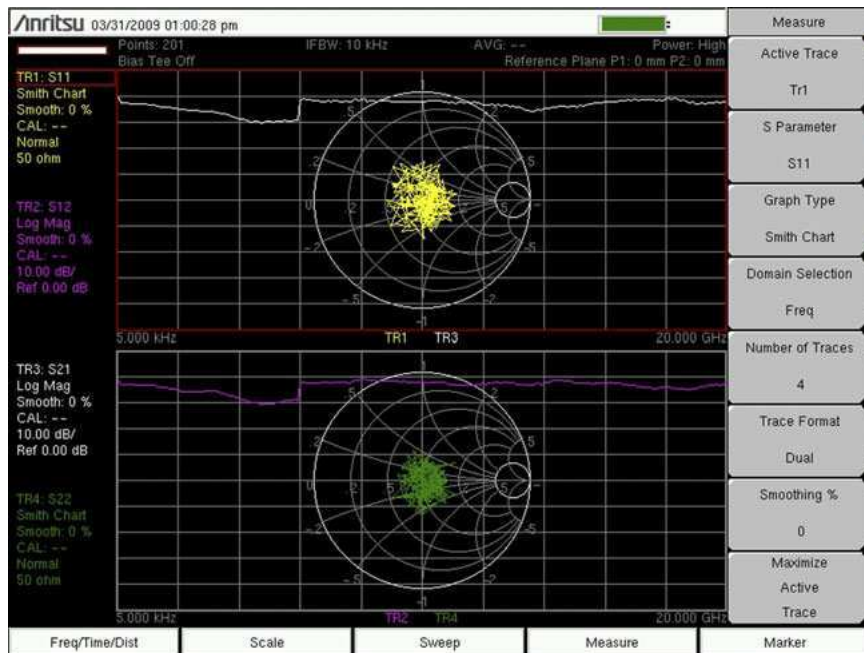 Anritsu 03/31/2009 01:00:28 pm
Measure
Points: 201 IFBW: 10 kHz AVG: -- Power: High
Bias Tee Off Reference Plane P1: 0 mm P2: 0 mm
TR1: S11
Smith Chart
Smooth: 0 %
CAL: --
Normal
50 ohm
TR2: S12
Log Mag
Smooth: 0 %
CAL: --
10.00 dB/
Ref 0.00 dB
5.000 kHz TR1 TR3 20.000 GHz
TR3: S21
Log Mag
Smooth: 0 %
CAL: --
10.00 dB/
Ref 0.00 dB
TR4: S22
Smith Chart
Smooth: 0 %
CAL: --
Normal
50 ohm
5.000 kHz TR2 TR4 20.000 GHz
Active Trace
Tr1
S Parameter
S11
Graph Type
Smith Chart
Domain Selection
Freq
Number of Traces
4
Trace Format
Dual
Smoothing %
0
Maximize
Active
Trace
Freq/Time/Dist Scale Sweep Measure Marker